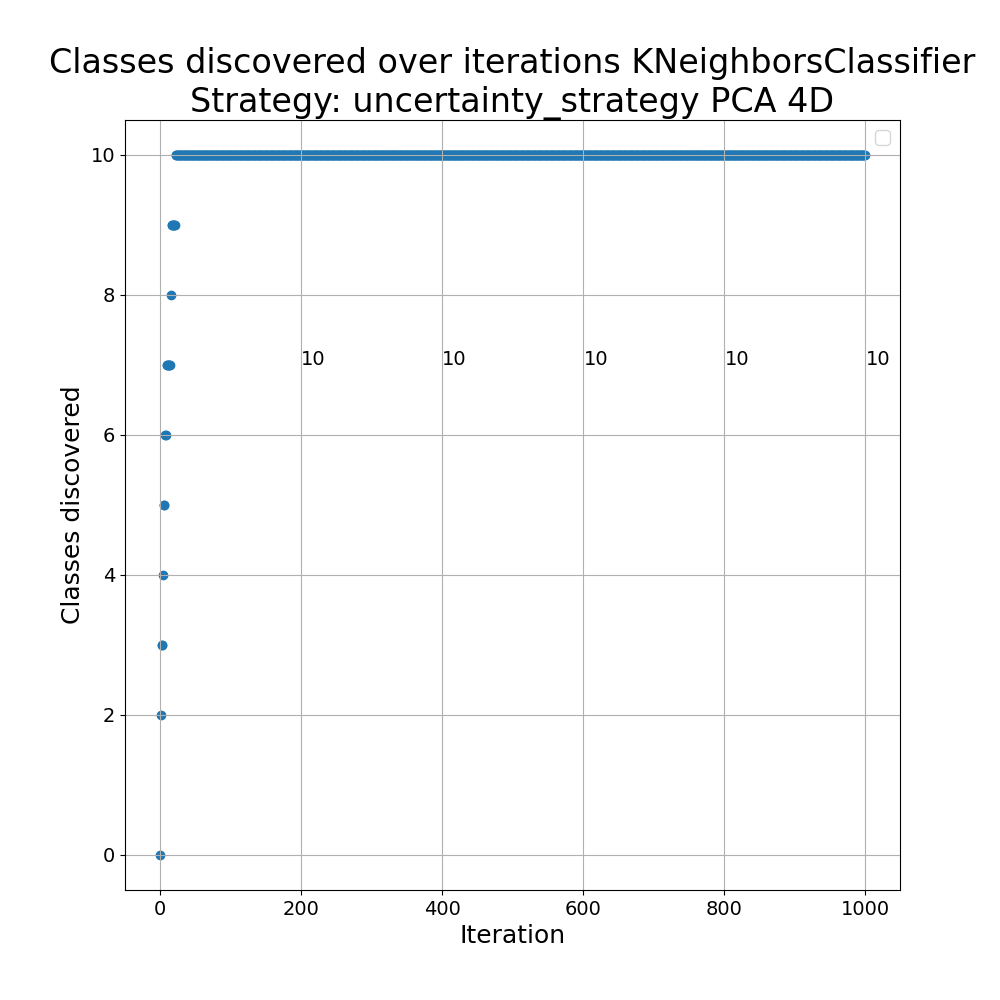 Classes discovered over iterations KNeighborsClassifier
Strategy: uncertainty_strategy PCA 4D
10
8
10 10 10 10 10
6
4
2
0
Classes discovered
0 200 400 600 800 1000
Iteration